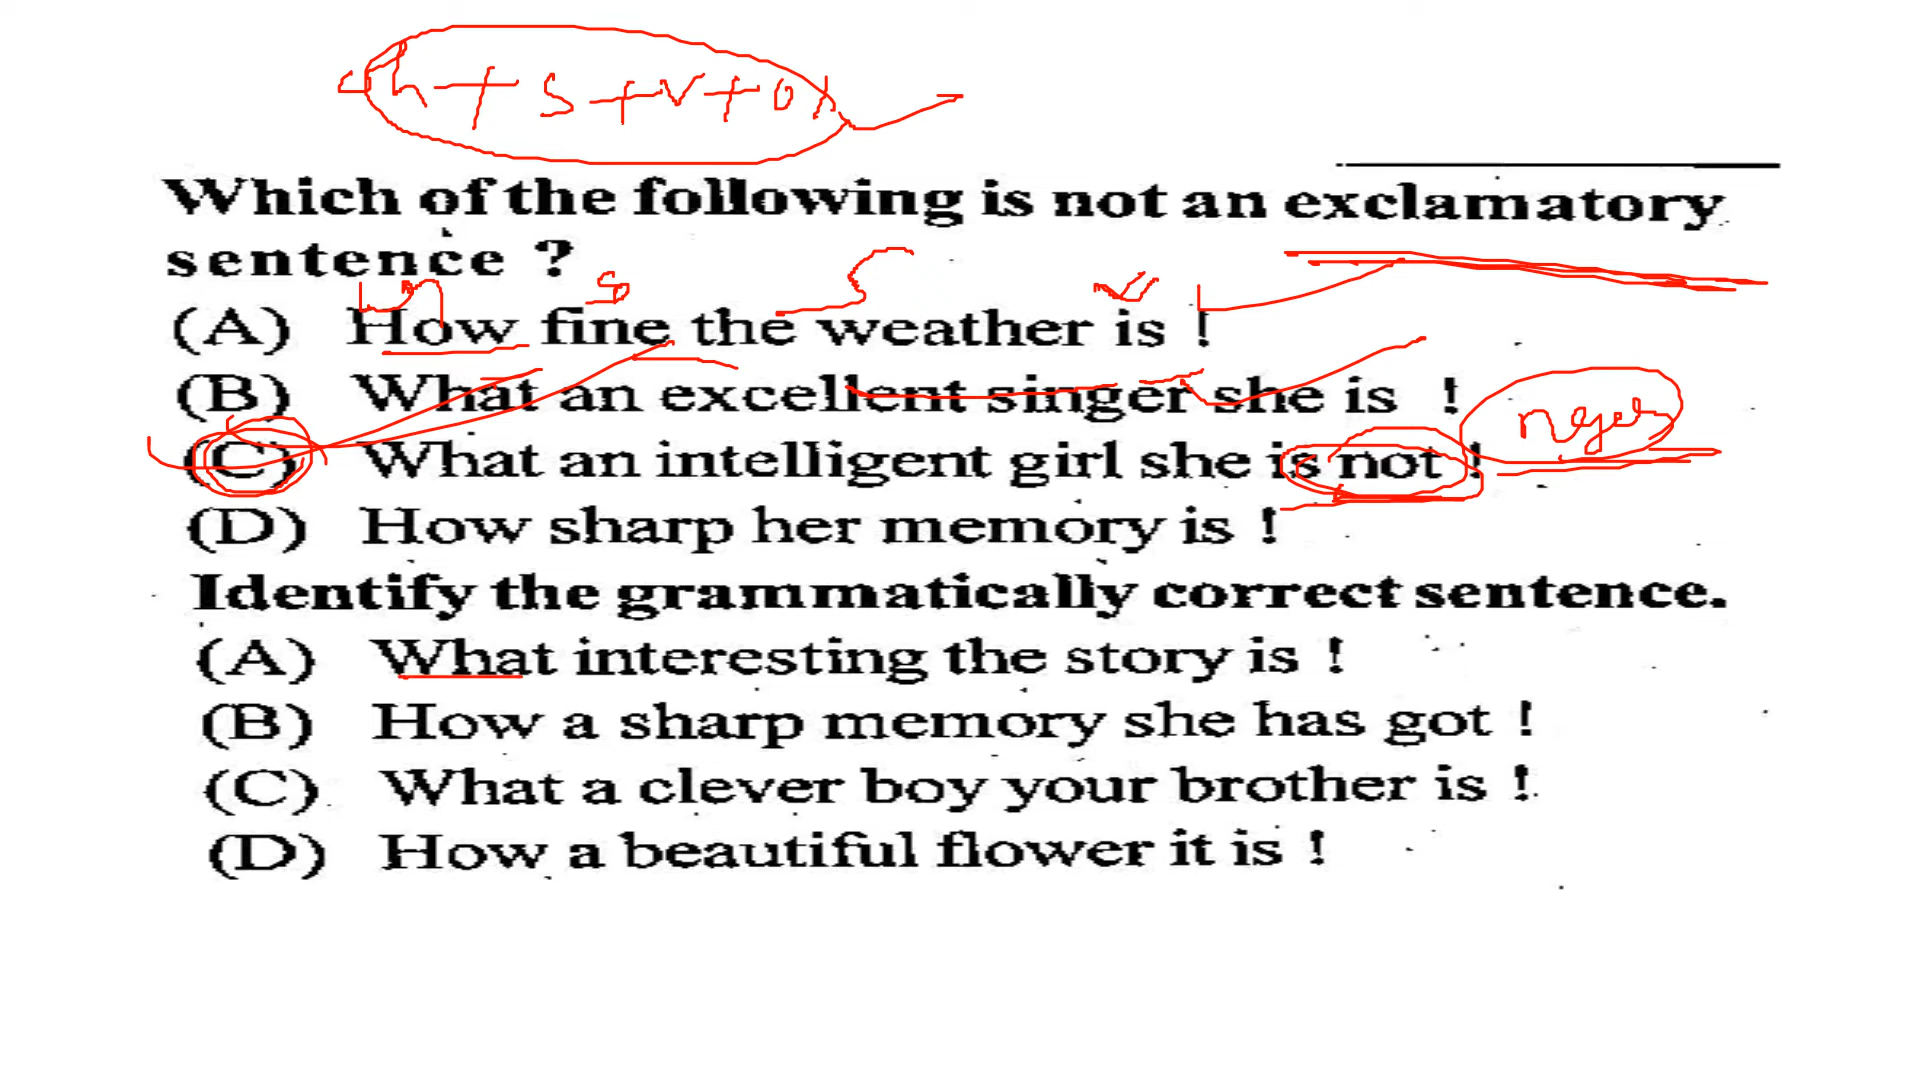 h + S + V + O
Which of the following is not an exclamatory
sentence ?
(A) How fine the weather is !
(B) What an excellent singer she is !
(C) What an intelligent girl she is not !
(D) How sharp her memory is !
Identify the grammatically correct sentence.
(A) What interesting the story is !
(B) How a sharp memory she has got !
(C) What a clever boy your brother is !
(D) How a beautiful flower it is !